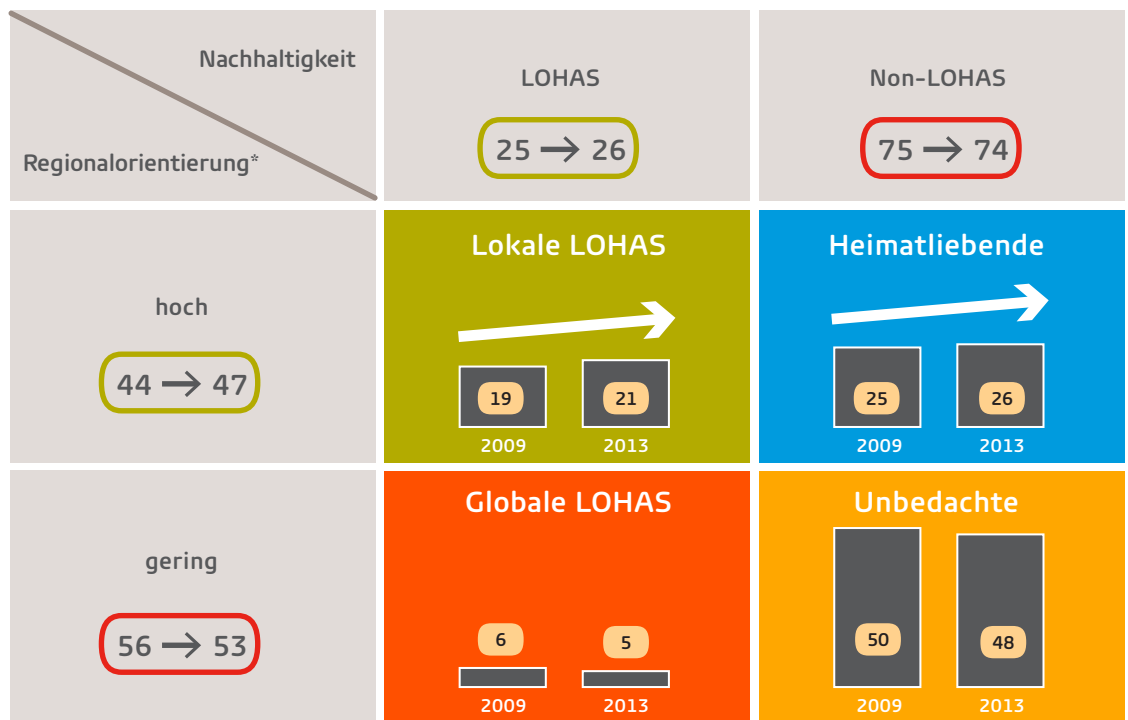 Nachhaltigkeit
Regionalorientierung*
LOHAS
25 → 26
Non-LOHAS
75 → 74
hoch
44 → 47
Lokale LOHAS
19
21
2009
2013
Heimatliebende
25
26
2009
2013
gering
56 → 53
Globale LOHAS
6
5
2009
2013
Unbedachte
50
48
2009
2013